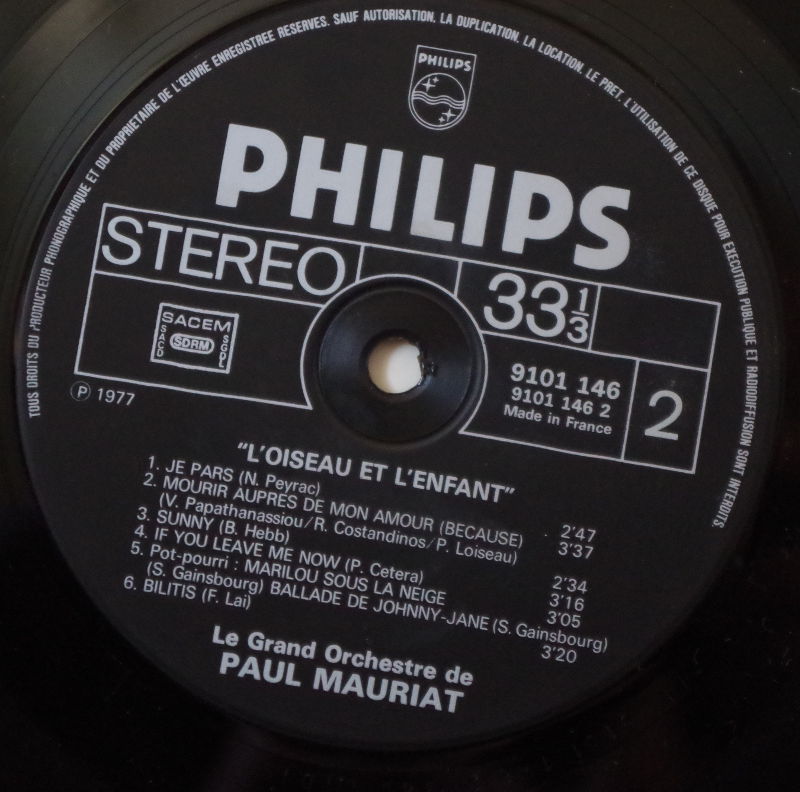 TOUS DROITS DU PRODUCTEUR PHONOGRAPHIQUE ET DU PROPRIETAIRE DE L'ŒUVRE ENREGISTREE RESERVES. SAUF AUTORISATION, LA DUPLICATION, LA LOCATION, LE PRET, L'UTILISATION DE CE DISQUE POUR EXECUTION PUBLIQUE ET RADIODIFFUSION SONT INTERDITS.
PHILIPS
PHILIPS
STEREO
33 1/3
SACEM
SACD
SDRM
SGDL
℗ 1977
9101 146
9101 146 2
Made in France
2
"L'OISEAU ET L'ENFANT"
1. JE PARS (N. Peyrac) 2'47
2. MOURIR AUPRES DE MON AMOUR (BECAUSE) 3'37
(V. Papathanassiou/R. Costandinos/P. Loiseau)
3. SUNNY (B. Hebb) 2'34
4. IF YOU LEAVE ME NOW (P. Cetera) 3'16
5. Pot-pourri : MARILOU SOUS LA NEIGE 3'05
(S. Gainsbourg) BALLADE DE JOHNNY-JANE (S. Gainsbourg)
6. BILITIS (F. Lai) 3'20
Le Grand Orchestre de
PAUL MAURIAT